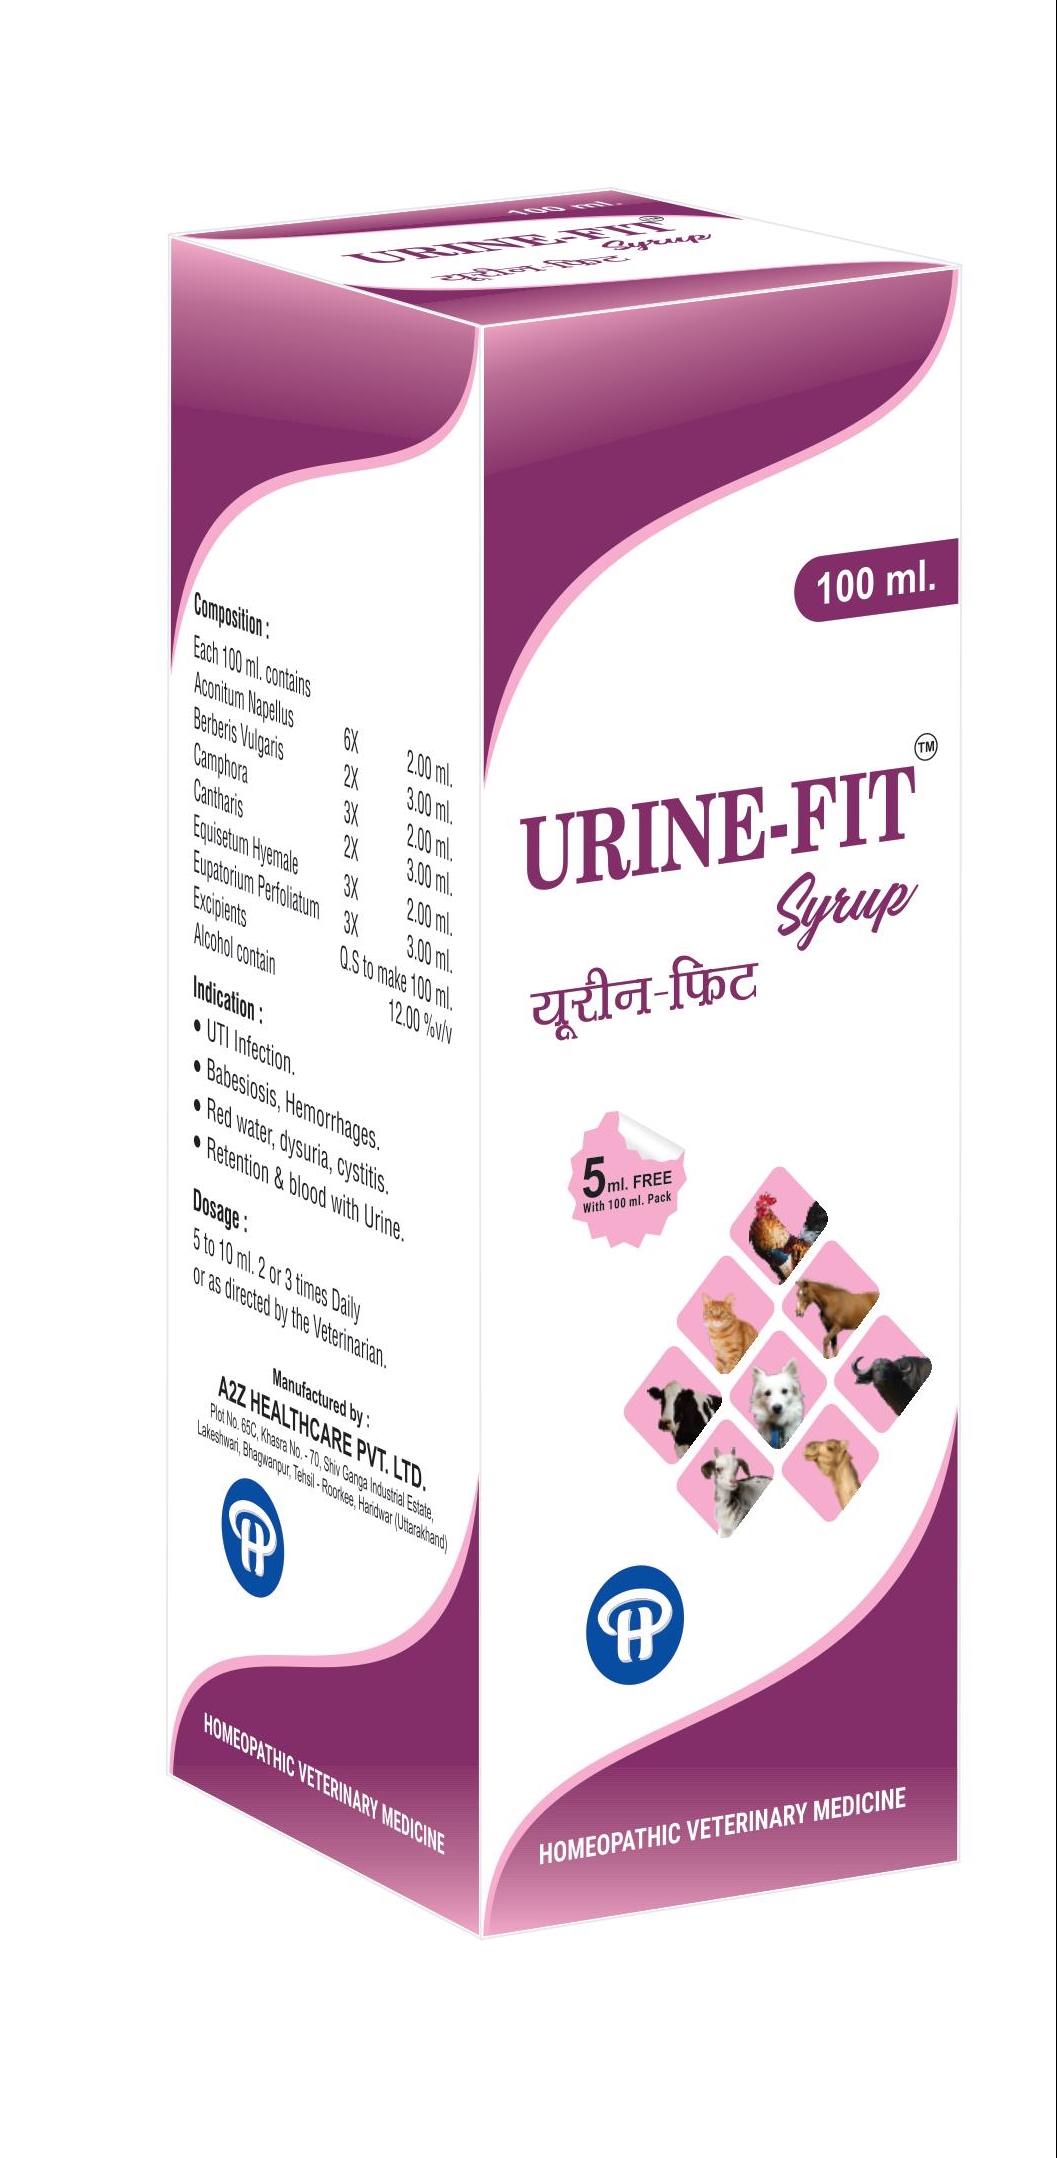 100 ml.
URINE-FIT
Syrup
यूरीन-फिट
Composition :
Each 100 ml. contains
Aconitum Napellus 6X 2.00 ml.
Berberis Vulgaris 2X 3.00 ml.
Camphora 3X 2.00 ml.
Cantharis 2X 3.00 ml.
Equisetum Hyemale 3X 2.00 ml.
Eupatorium Perfoliatum 3X 3.00 ml.
Excipients Q.S to make 100 ml.
Alcohol contain 12.00 %v/v
Indication :
• UTI Infection.
• Babesiosis, Hemorrhages.
• Red water, dysuria, cystitis.
• Retention & blood with Urine.
Dosage :
5 to 10 ml. 2 or 3 times Daily
or as directed by the Veterinarian.
Manufactured by :
A2Z HEALTHCARE PVT. LTD.
Plot No. 65C, Khasra No. - 70, Shiv Ganga Industrial Estate,
Lakeshwari, Bhagwanpur, Tehsil - Roorkee, Haridwar (Uttarakhand)
H
HOMEOPATHIC VETERINARY MEDICINE
100 ml.
URINE-FIT TM
Syrup
यूरीन-फिट
5 ml. FREE
With 100 ml. Pack
H
HOMEOPATHIC VETERINARY MEDICINE